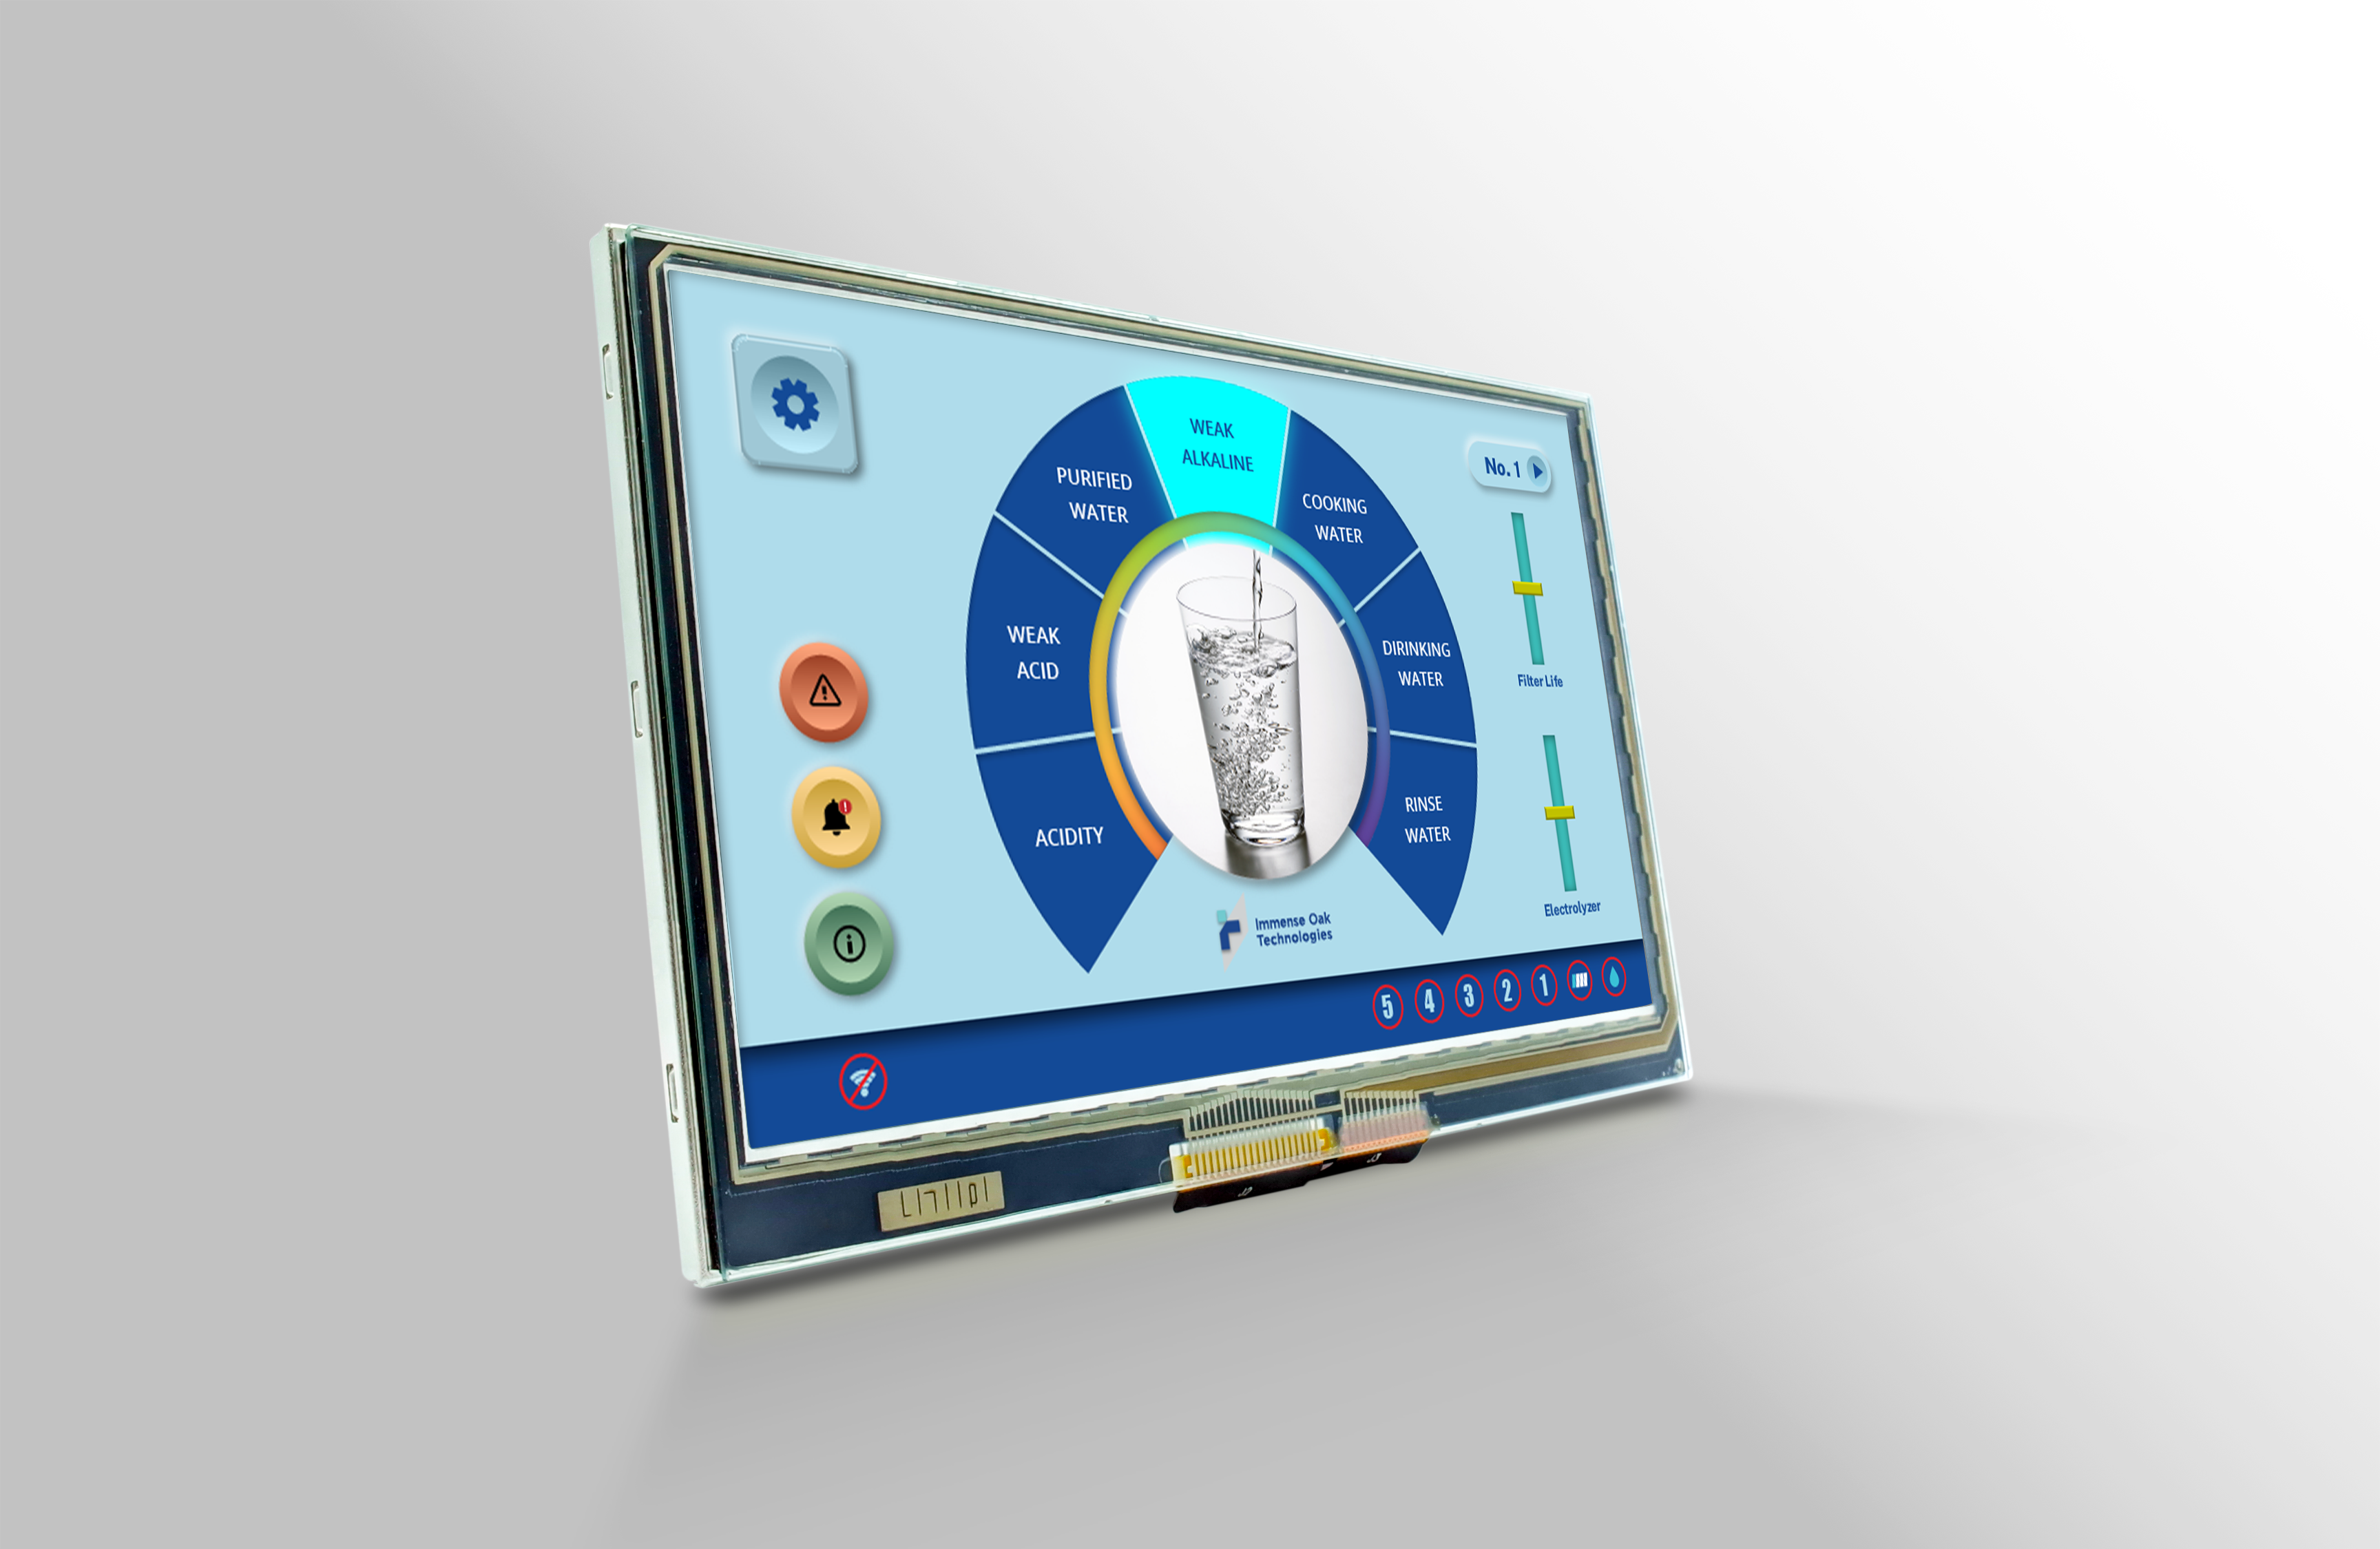 WEAK
ALKALINE
PURIFIED
WATER
COOKING
WATER
No. 1
WEAK
ACID
DIRINKING
WATER
Filter Life
ACIDITY
RINSE
WATER
Electrolyzer
Immense Oak
Technologies
5 4 3 2 1